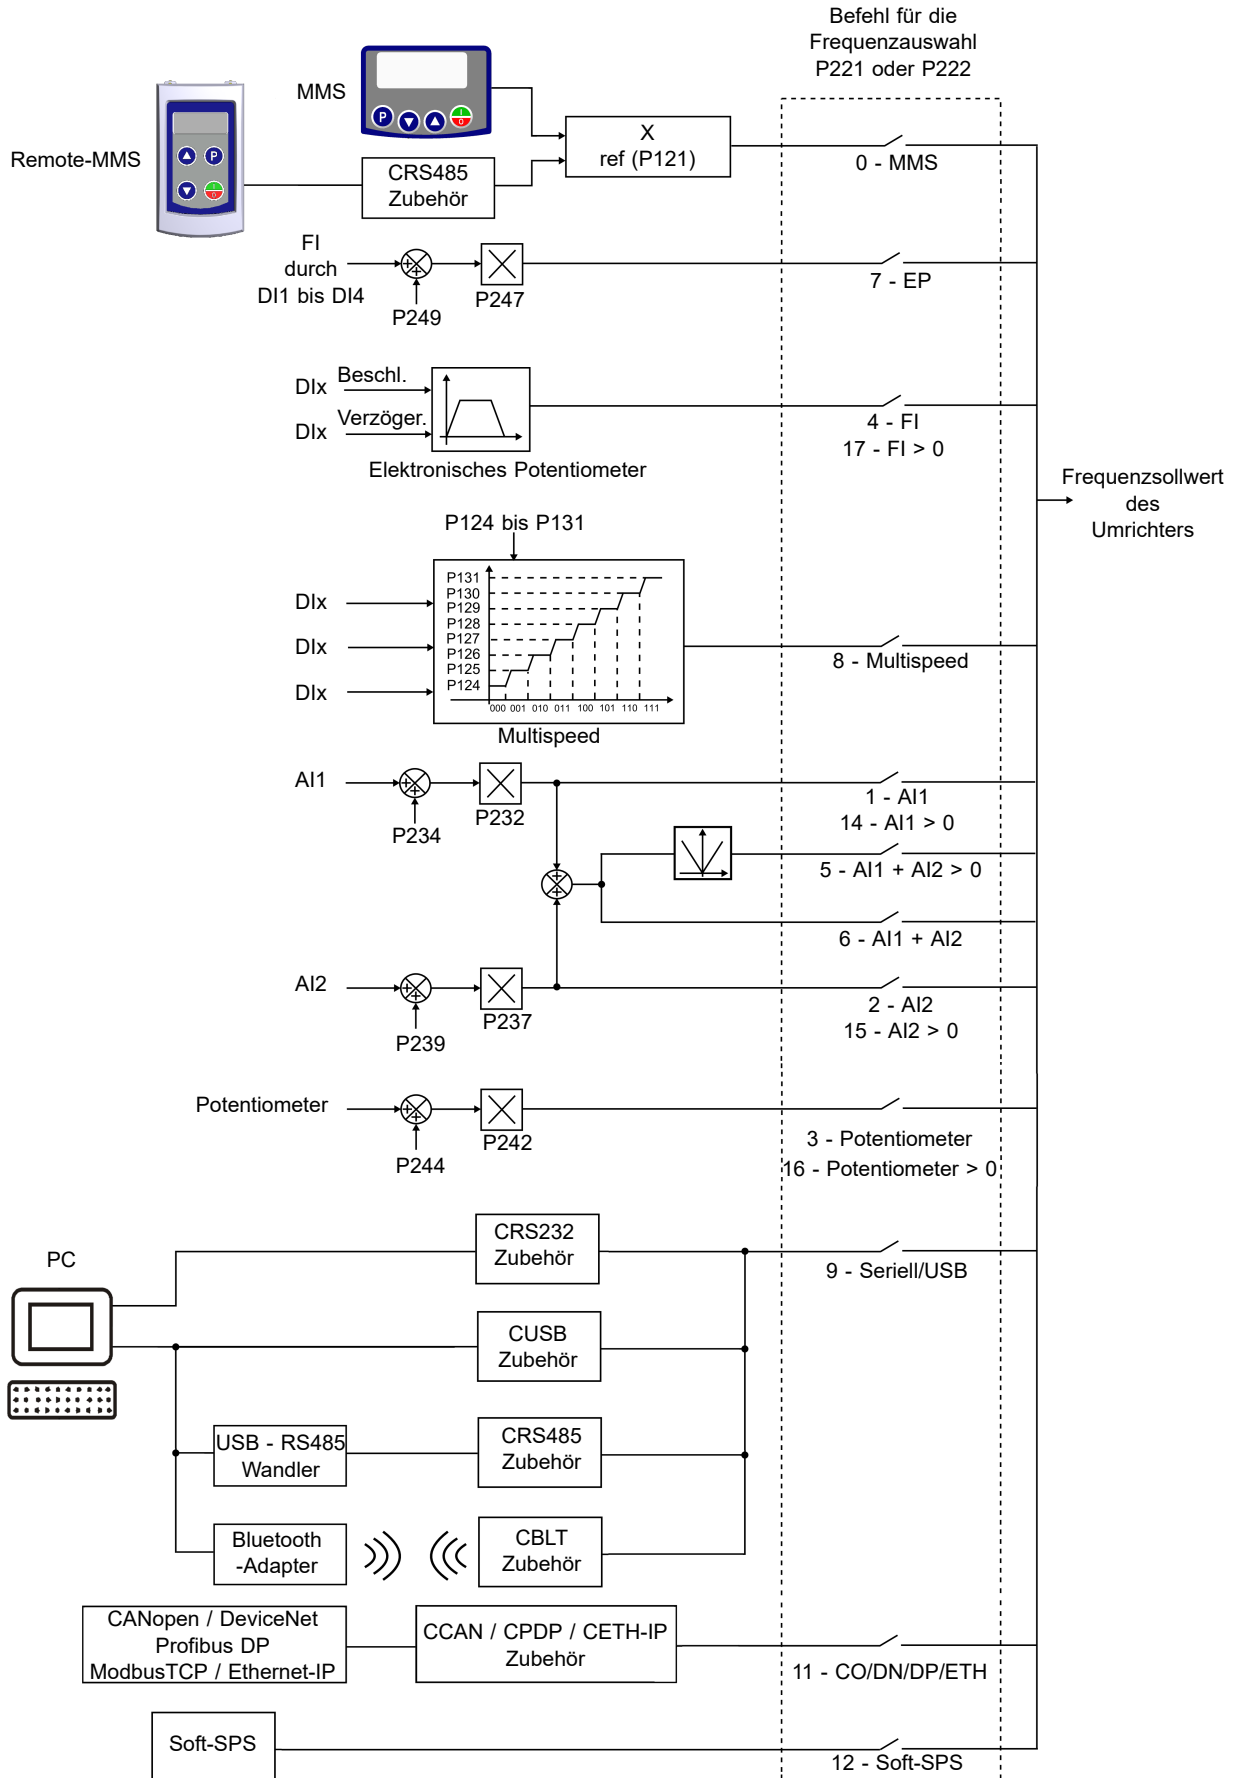 Befehl für die
Frequenzauswahl
P221 oder P222
MMS
P
Remote-MMS
P
CRS485
Zubehör
X
ref (P121)
0 - MMS
FI
durch
DI1 bis DI4
P249
P247
7 - EP
DIx
Beschl.
DIx
Verzöger.
Elektronisches Potentiometer
4 - FI
17 - FI > 0
Frequenzsollwert
des
Umrichters
P124 bis P131
P131
P130
P129
P128
P127
P126
P125
P124
000 001 010 011 100 101 110 111
DIx
DIx
DIx
Multispeed
8 - Multispeed
AI1
P234
P232
1 - AI1
14 - AI1 > 0
5 - AI1 + AI2 > 0
6 - AI1 + AI2
AI2
P239
P237
2 - AI2
15 - AI2 > 0
Potentiometer
P244
P242
3 - Potentiometer
16 - Potentiometer > 0
PC
CRS232
Zubehör
9 - Seriell/USB
CUSB
Zubehör
USB - RS485
Wandler
CRS485
Zubehör
Bluetooth
-Adapter
CBLT
Zubehör
CANopen / DeviceNet
Profibus DP
ModbusTCP / Ethernet-IP
CCAN / CPDP / CETH-IP
Zubehör
11 - CO/DN/DP/ETH
Soft-SPS
12 - Soft-SPS